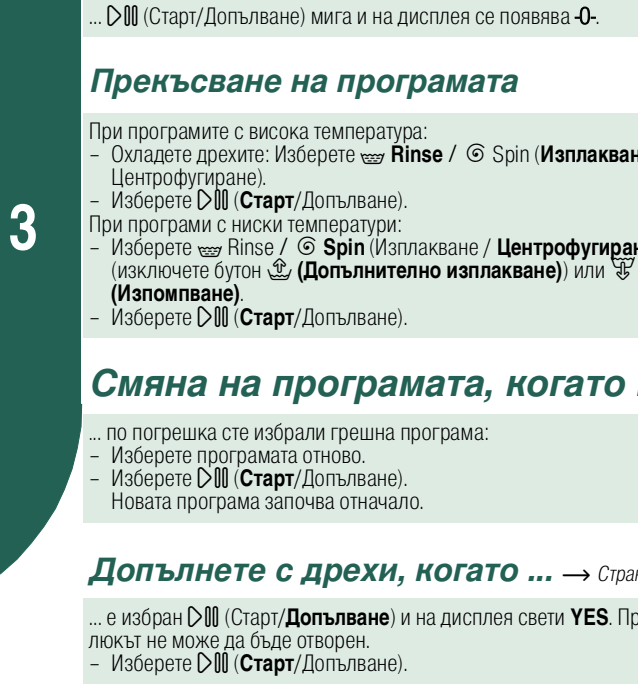 ... (Старт/Допълване) мига и на дисплея се появява -0-.
Прекъсване на програмата
При програмите с висока температура:
– Охладете дрехите: Изберете Rinse / Spin (
Центрофугиране).
– Изберете (Старт/Допълване).
При програми с ниски температури:
3
– Изберете Rinse / Spin (Изплакване /
(изключете бутон (Допълнително изплакване)) или
(Изпомпване).
– Изберете (Старт/Допълване).
Смяна на програмата, когато
... по погрешка сте избрали грешна програма:
– Изберете програмата отново.
– Изберете (Старт/Допълване).
Новата програма започва отначало.
Допълнете с дрехи, когато ... →
... е избран (Старт/Допълване) и на дисплея свети YES.
люкът не може да бъде отворен.
– Изберете (Старт/Допълване).